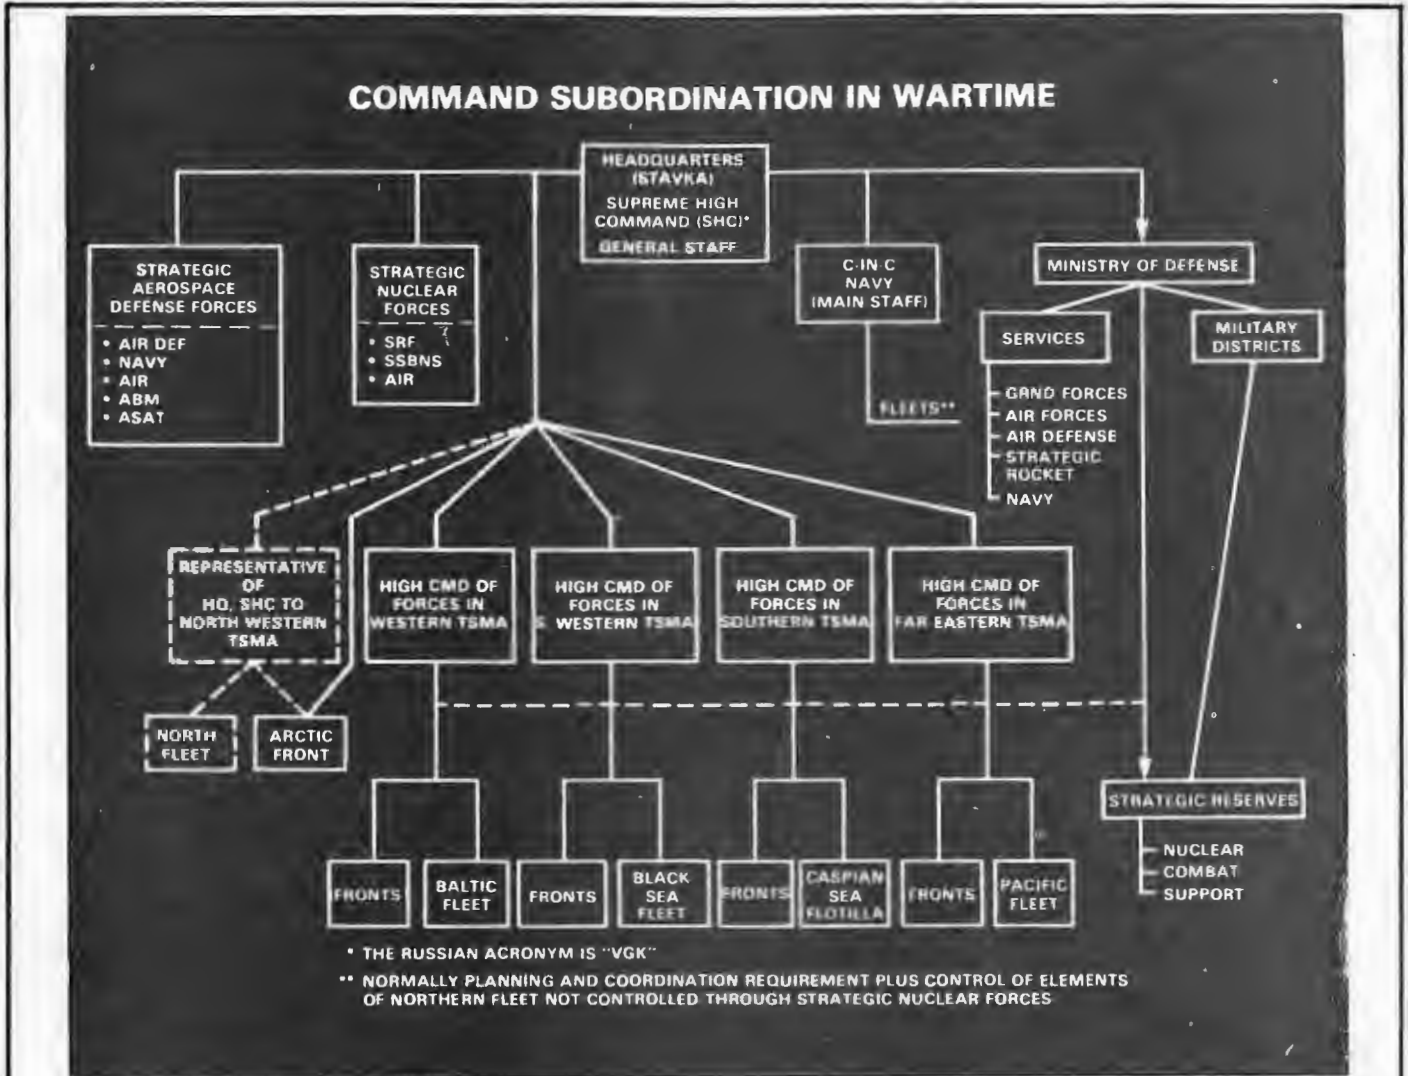 COMMAND SUBORDINATION IN WARTIME
HEADQUARTERS
(STAVKA)
SUPREME HIGH
COMMAND (SHC)*
GENERAL STAFF
STRATEGIC
AEROSPACE
DEFENSE FORCES
• AIR DEF
• NAVY
• AIR
• ABM
• ASAT
STRATEGIC
NUCLEAR
FORCES
• SRF
• SSBNS
• AIR
C-IN-C
NAVY
(MAIN STAFF)
FLEETS**
MINISTRY OF DEFENSE
SERVICES
GRND FORCES
AIR FORCES
AIR DEFENSE
STRATEGIC
ROCKET
NAVY
MILITARY
DISTRICTS
REPRESENTATIVE
OF
HQ, SHC TO
NORTH WESTERN
TSMA
HIGH CMD OF
FORCES IN
WESTERN TSMA
HIGH CMD OF
FORCES IN
S. WESTERN TSMA
HIGH CMD OF
FORCES IN
SOUTHERN TSMA
HIGH CMD OF
FORCES IN
FAR EASTERN TSMA
NORTH
FLEET
ARCTIC
FRONT
STRATEGIC RESERVES
NUCLEAR
COMBAT
SUPPORT
FRONTS
BALTIC
FLEET
FRONTS
BLACK
SEA
FLEET
FRONTS
CASPIAN
SEA
FLOTILLA
FRONTS
PACIFIC
FLEET
* THE RUSSIAN ACRONYM IS "VGK"
** NORMALLY PLANNING AND COORDINATION REQUIREMENT PLUS CONTROL OF ELEMENTS
OF NORTHERN FLEET NOT CONTROLLED THROUGH STRATEGIC NUCLEAR FORCES